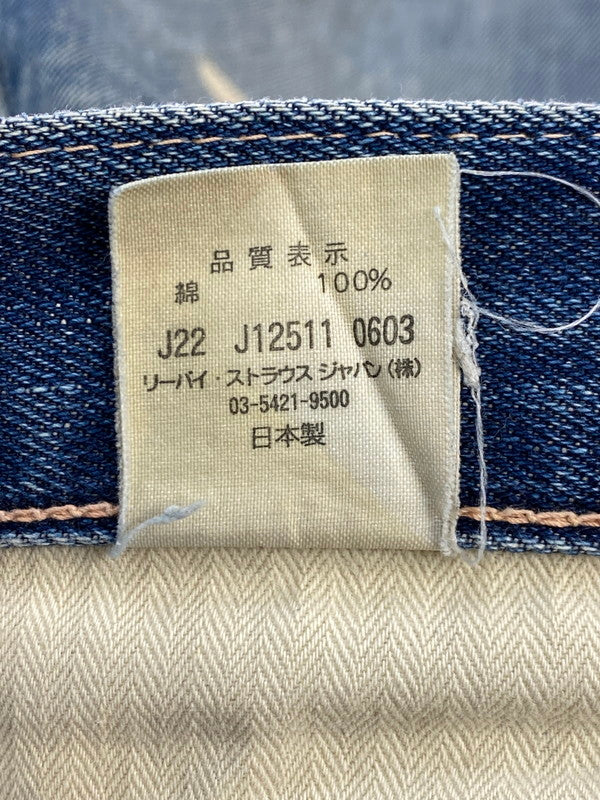 品質表示
綿 100%
J22 J12511 0603
リーバイ・ストラウス ジャパン(株)
03-5421-9500
日本製